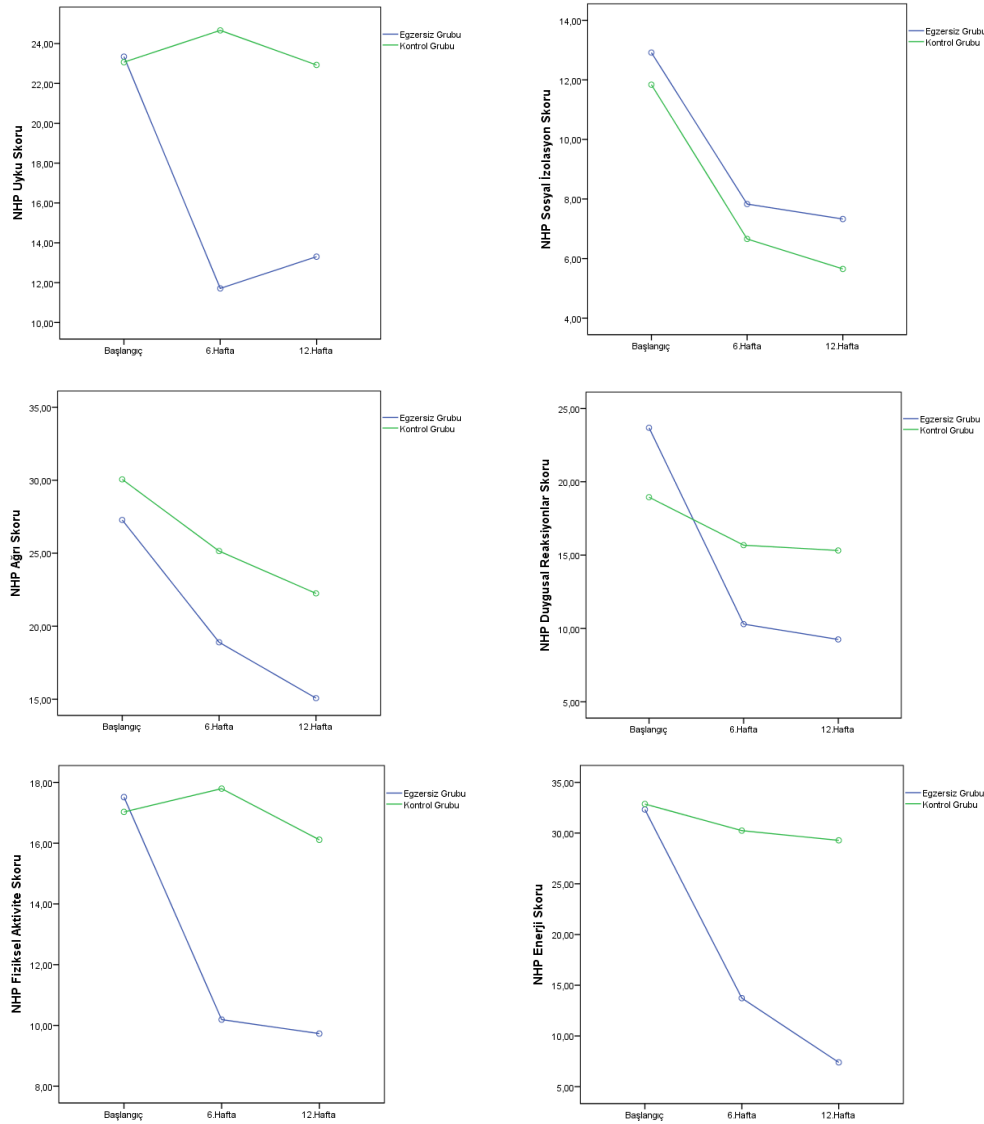 NHP Uyku Skoru
24,00
22,00
20,00
18,00
16,00
14,00
12,00
10,00
Başlangıç
6.Hafta
12.Hafta
Egzersiz Grubu
Kontrol Grubu
NHP Sosyal İzolasyon Skoru
14,00
12,00
10,00
8,00
6,00
4,00
Başlangıç
6.Hafta
12.Hafta
Egzersiz Grubu
Kontrol Grubu
NHP Ağrı Skoru
35,00
30,00
25,00
20,00
15,00
Başlangıç
6.Hafta
12.Hafta
Egzersiz Grubu
Kontrol Grubu
NHP Duygusal Reaksiyonlar Skoru
25,00
20,00
15,00
10,00
5,00
Başlangıç
6.Hafta
12.Hafta
Egzersiz Grubu
Kontrol Grubu
NHP Fiziksel Aktivite Skoru
18,00
16,00
14,00
12,00
10,00
8,00
Başlangıç
6.Hafta
12.Hafta
Egzersiz Grubu
Kontrol Grubu
NHP Enerji Skoru
35,00
30,00
25,00
20,00
15,00
10,00
5,00
Başlangıç
6.Hafta
12.Hafta
Egzersiz Grubu
Kontrol Grubu